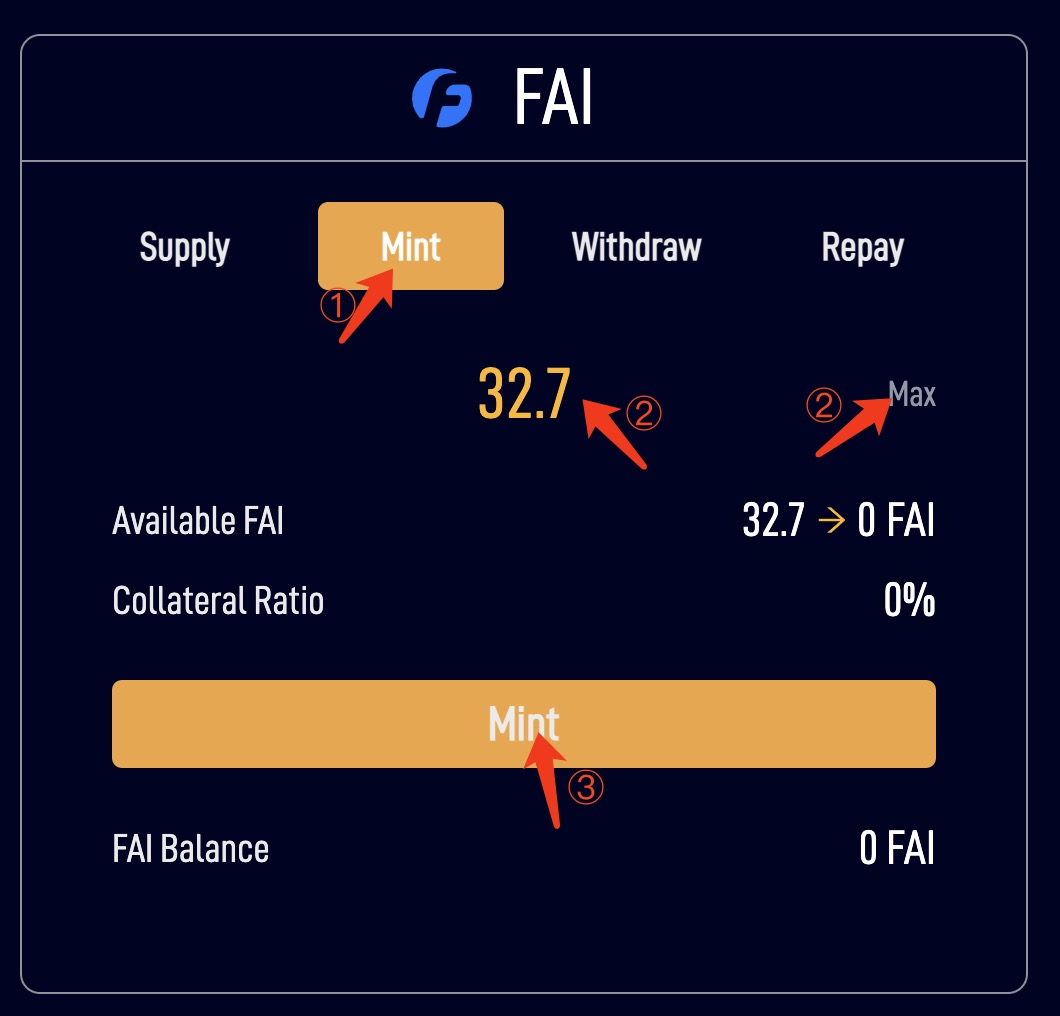 FAI
Supply Mint Withdraw Repay
①
32.7 ② ② Max
Available FAI 32.7 → 0 FAI
Collateral Ratio 0%
Mint
③
FAI Balance 0 FAI